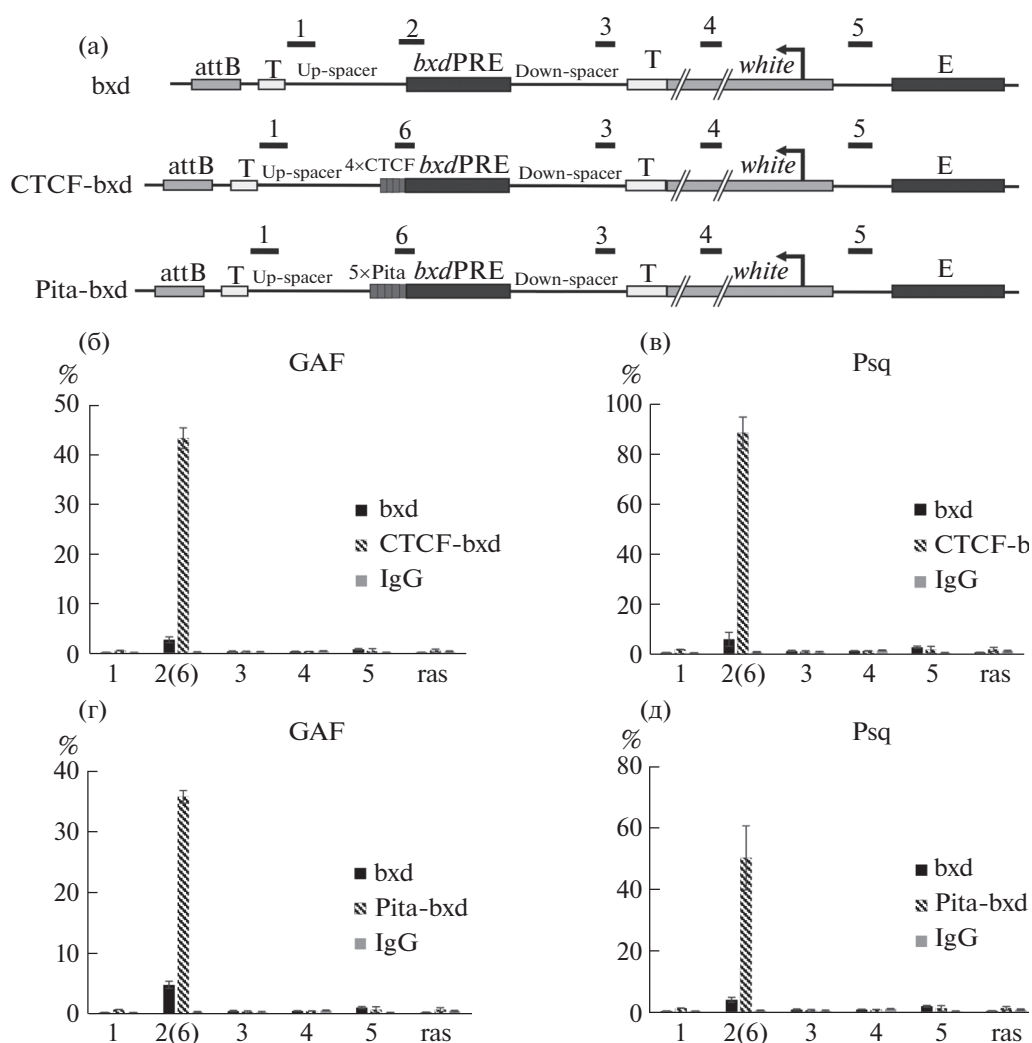 (а)
1 2 3 4 5
attB T Up-spacer bxdPRE Down-spacer T white E
bxd
1 6 3 4 5
attB T Up-spacer 4×CTCF bxdPRE Down-spacer T white E
CTCF-bxd
1 6 3 4 5
attB T Up-spacer 5×Pita bxdPRE Down-spacer T white E
Pita-bxd
(б) GAF
%
50
40
30
20
10
0
bxd
CTCF-bxd
IgG
1 2(6) 3 4 5 ras
(в) Psq
%
100
80
60
40
20
0
bxd
CTCF-b
IgG
1 2(6) 3 4 5 ras
(г) GAF
%
40
30
20
10
0
bxd
Pita-bxd
IgG
1 2(6) 3 4 5 ras
(д) Psq
%
80
60
40
20
0
bxd
Pita-bxd
IgG
1 2(6) 3 4 5 ras